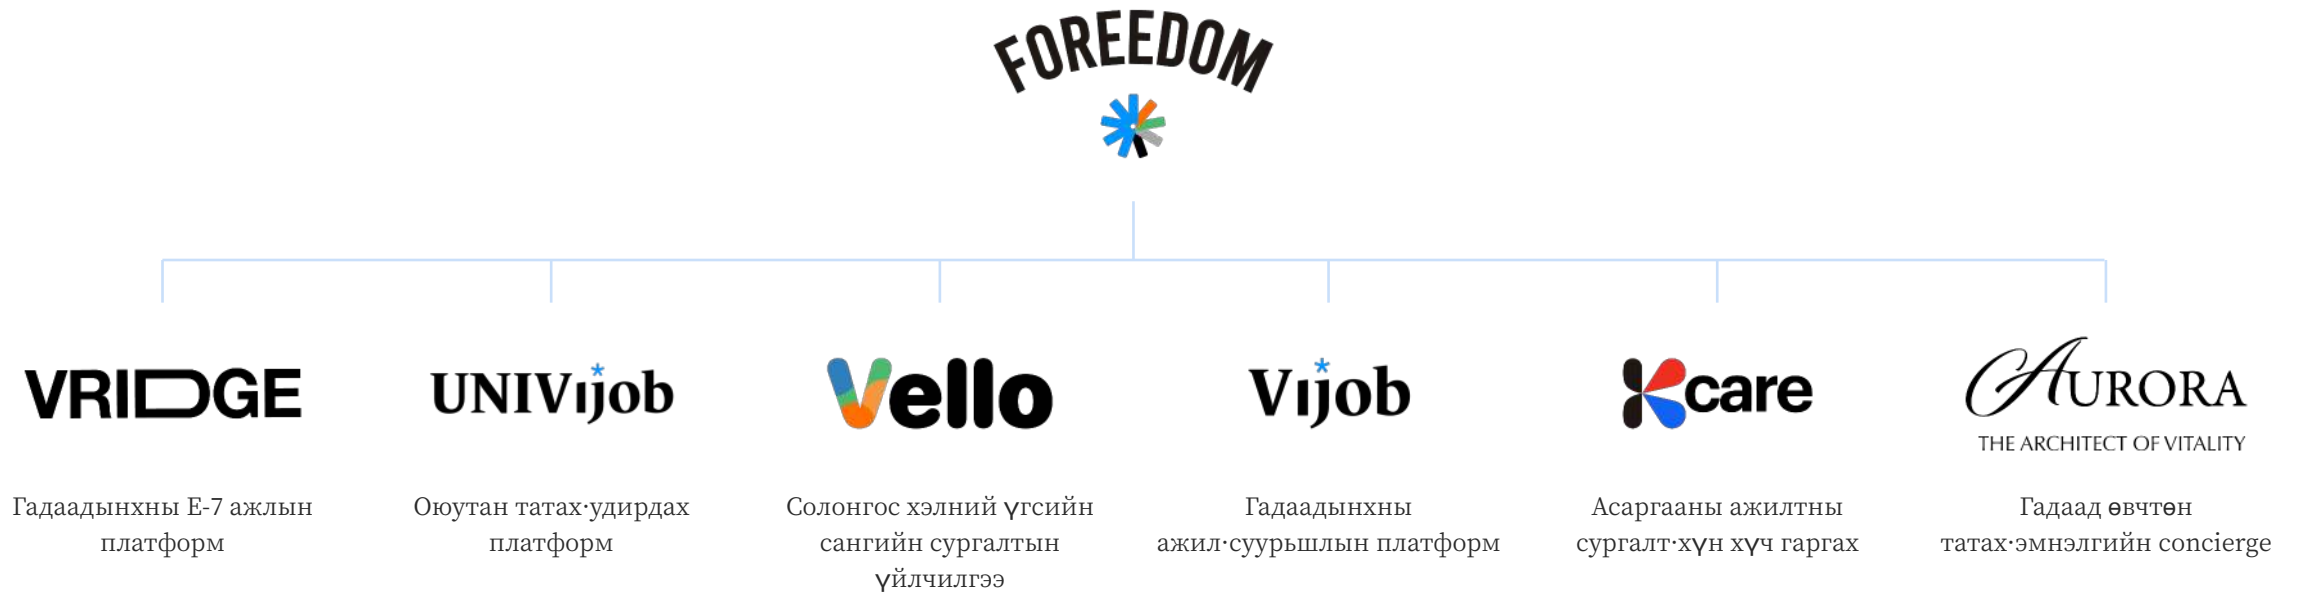 FOREEDOM
VRIDGE
UNIVijob
Vello
Vijob
Kcare
AURORA
THE ARCHITECT OF VITALITY
Гадаадынхны E-7 ажлын
платформ
Оюутан татах·удирдах
платформ
Солонгос хэлний үгсийн
сангийн сургалтын
үйлчилгээ
Гадаадынхны
ажил·суурьшлын платформ
Асаргааны ажилтны
сургалт·хүн хүч гаргах
Гадаад өвчтөн
татах·эмнэлгийн concierge